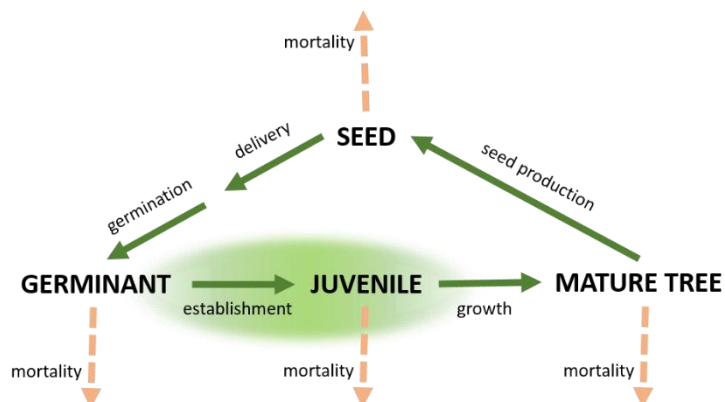 mortality
SEED
delivery
seed production
germination
GERMINANT
JUVENILE
MATURE TREE
establishment
growth
mortality
mortality
mortality